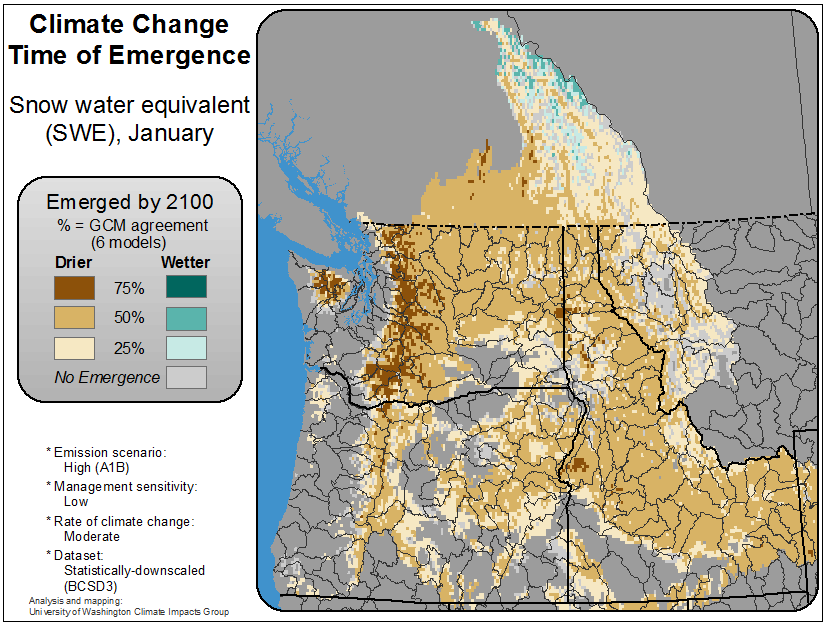 Climate Change
Time of Emergence
Snow water equivalent
(SWE), January
Emerged by 2100
% = GCM agreement
(6 models)
Drier Wetter
75%
50%
25%
No Emergence
* Emission scenario:
High (A1B)
* Management sensitivity:
Low
* Rate of climate change:
Moderate
* Dataset:
Statistically-downscaled
(BCSD3)
Analysis and mapping:
University of Washington Climate Impacts Group